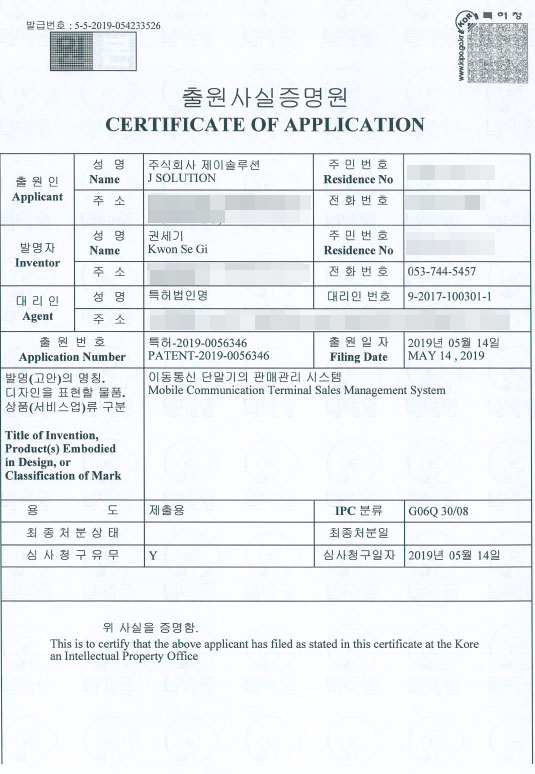 발급번호 : 5-5-2019-054233526
특허청
www.kipo.go.kr
출원사실증명원
CERTIFICATE OF APPLICATION
출 원 인
Applicant
성 명
Name
주식회사 제이솔루션
J SOLUTION
주 민 번 호
Residence No
주 소
전 화 번 호
발명자
Inventor
성 명
Name
권세기
Kwon Se Gi
주 민 번 호
Residence No
주 소
전 화 번 호
053-744-5457
대 리 인
Agent
성 명
특허법인명
대리인 번호
9-2017-100301-1
주 소
출 원 번 호
Application Number
특허-2019-0056346
PATENT-2019-0056346
출 원 일 자
Filing Date
2019년 05월 14일
MAY 14 , 2019
발명(고안)의 명칭.
디자인을 표현할 물품.
상품(서비스업)류 구분
Title of Invention,
Product(s) Embodied
in Design, or
Classification of Mark
이동통신 단말기의 판매관리 시스템
Mobile Communication Terminal Sales Management System
용 도
제출용
IPC 분류
G06Q 30/08
최 종 처 분 상 태
최종처분일
심 사 청 구 유 무
Y
심사청구일자
2019년 05월 14일
위 사실을 증명함.
This is to certify that the above applicant has filed as stated in this certificate at the Kore
an Intellectual Property Office